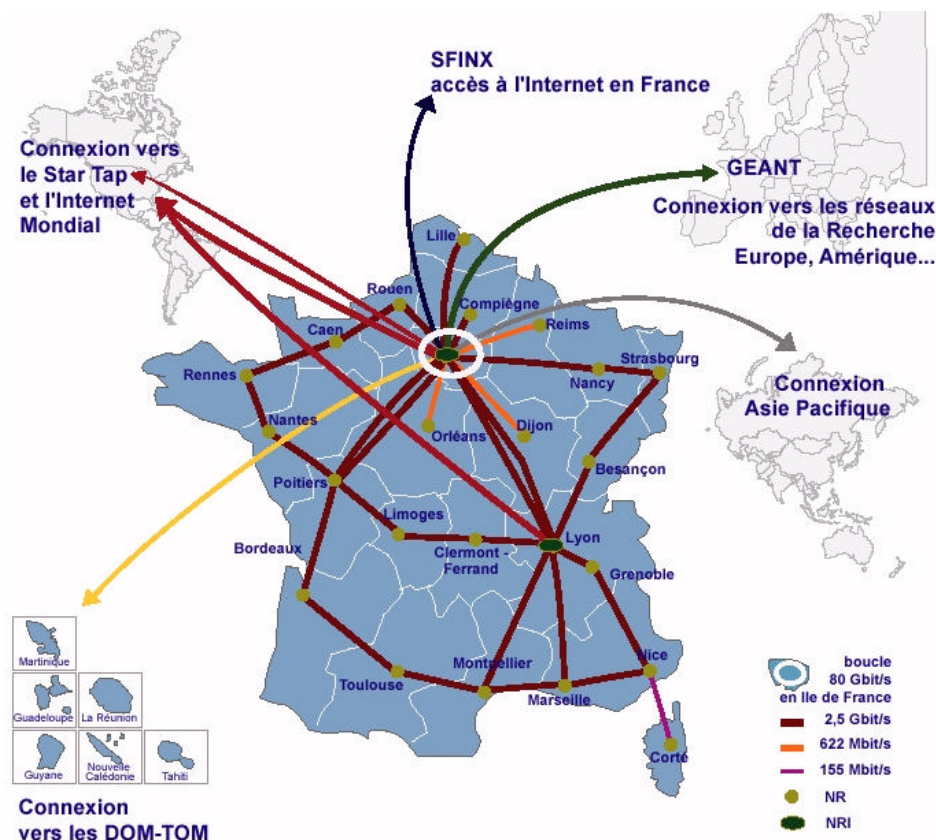 SFINX
accès à l'Internet en France
Connexion vers
le Star Tap
et l'Internet
Mondial
GEANT
Connexion vers les réseaux
de la Recherche
Europe, Amérique...
Lille
Rouen
Compiègne
Caen
Reims
Strasbourg
Rennes
Nancy
Connexion
Asie Pacifique
Nantes
Orléans
Dijon
Besançon
Poitiers
Limoges
Lyon
Bordeaux
Clermont -
Ferrand
Grenoble
Martinique
Montpellier
Nice
Toulouse
Marseille
boucle
80 Gbit/s
en Ile de France
Guadeloupe
La Réunion
2,5 Gbit/s
622 Mbit/s
Corté
155 Mbit/s
Guyane
Nouvelle
Calédonie
Tahiti
NR
NRI
Connexion
vers les DOM-TOM